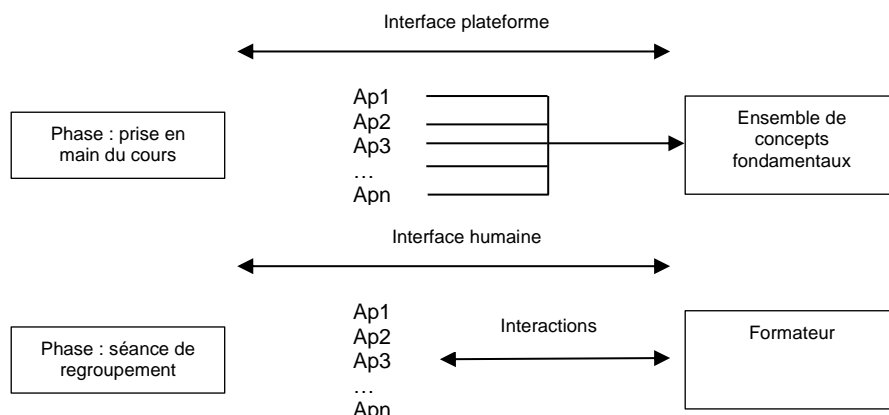 Interface plateforme
Phase : prise en
main du cours
Ap1
Ap2
Ap3
…
Apn
Ensemble de
concepts
fondamentaux
Interface humaine
Phase : séance de
regroupement
Ap1
Ap2
Ap3
…
Apn
Interactions
Formateur